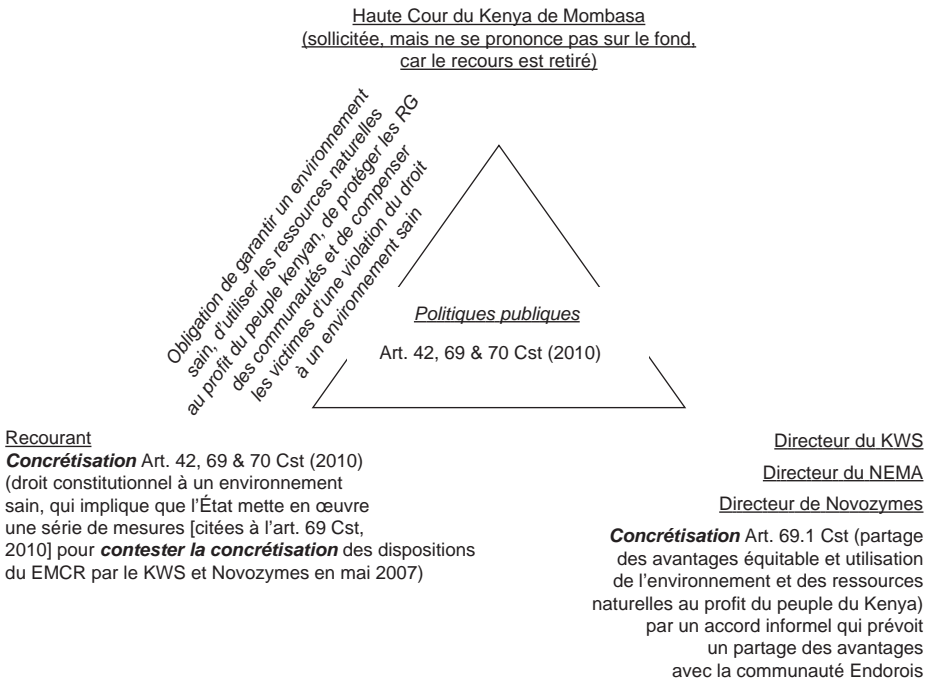 Haute Cour du Kenya de Mombasa
(sollicitée, mais ne se prononce pas sur le fond,
car le recours est retiré)
Obligation de garantir un environnement
sain, d'utiliser les ressources naturelles
au profit du peuple kenyan, de protéger les RG
des communautés et de compenser
les victimes d'une violation du droit
à un environnement sain
Politiques publiques
Art. 42, 69 & 70 Cst (2010)
Recourant
Concrétisation Art. 42, 69 & 70 Cst (2010)
(droit constitutionnel à un environnement
sain, qui implique que l'État mette en œuvre
une série de mesures [citées à l'art. 69 Cst,
2010] pour contester la concrétisation des dispositions
du EMCR par le KWS et Novozymes en mai 2007)
Directeur du KWS
Directeur du NEMA
Directeur de Novozymes
Concrétisation Art. 69.1 Cst (partage
des avantages équitable et utilisation
de l'environnement et des ressources
naturelles au profit du peuple du Kenya)
par un accord informel qui prévoit
un partage des avantages
avec la communauté Endorois